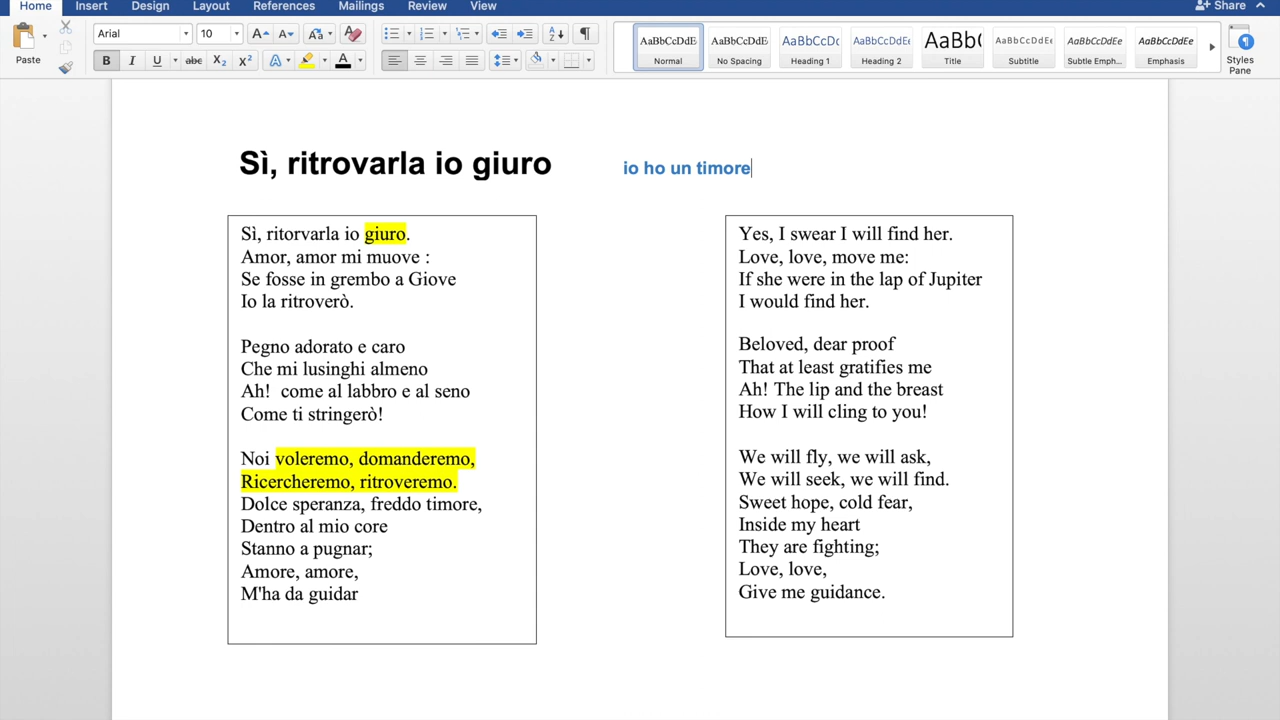 Home Insert Design Layout References Mailings Review View Share
Paste
Arial 10
B I U abc X2 X2 A A
AaBbCcDdE AaBbCcDdE AaBbCcDc AaBbCcDdE AaBb( AaBbCcDdE AaBbCcDdEe AaBbCcDdEe
Normal No Spacing Heading 1 Heading 2 Title Subtitle Subtle Emph... Emphasis
Styles
Pane
Sì, ritrovarla io giuro
io ho un timore
Sì, ritorvarla io giuro.
Amor, amor mi muove :
Se fosse in grembo a Giove
Io la ritroverò.
Pegno adorato e caro
Che mi lusinghi almeno
Ah! come al labbro e al seno
Come ti stringerò!
Noi voleremo, domanderemo,
Ricercheremo, ritroveremo.
Dolce speranza, freddo timore,
Dentro al mio core
Stanno a pugnar;
Amore, amore,
M'ha da guidar
Yes, I swear I will find her.
Love, love, move me:
If she were in the lap of Jupiter
I would find her.
Beloved, dear proof
That at least gratifies me
Ah! The lip and the breast
How I will cling to you!
We will fly, we will ask,
We will seek, we will find.
Sweet hope, cold fear,
Inside my heart
They are fighting;
Love, love,
Give me guidance.